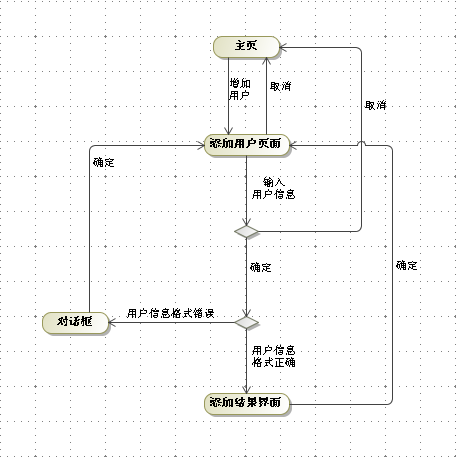 主页
增加
用户
取消
取消
添加用户页面
确定
输入
用户信息
确定
确定
用户信息格式错误
对话框
用户信息
格式正确
添加结果界面